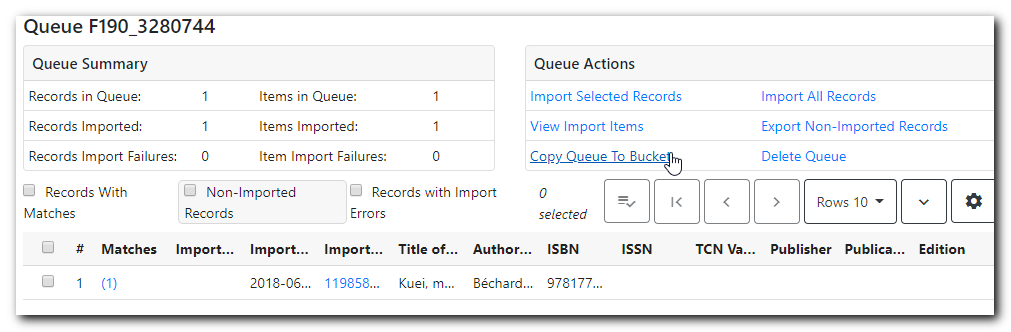 Queue F190_3280744
Queue Summary
Records in Queue: 1 Items in Queue: 1
Records Imported: 1 Items Imported: 1
Records Import Failures: 0 Item Import Failures: 0
Queue Actions
Import Selected Records Import All Records
View Import Items Export Non-Imported Records
Copy Queue To Bucket Delete Queue
Records With
Matches
Non-Imported
Records
Records with Import
Errors
0
selected
Rows 10
# Matches Import... Import... Import... Title of... Author... ISBN ISSN TCN Va... Publisher Publica... Edition
1 (1) 2018-06... 119858... Kuei, m... Béchard... 978177...